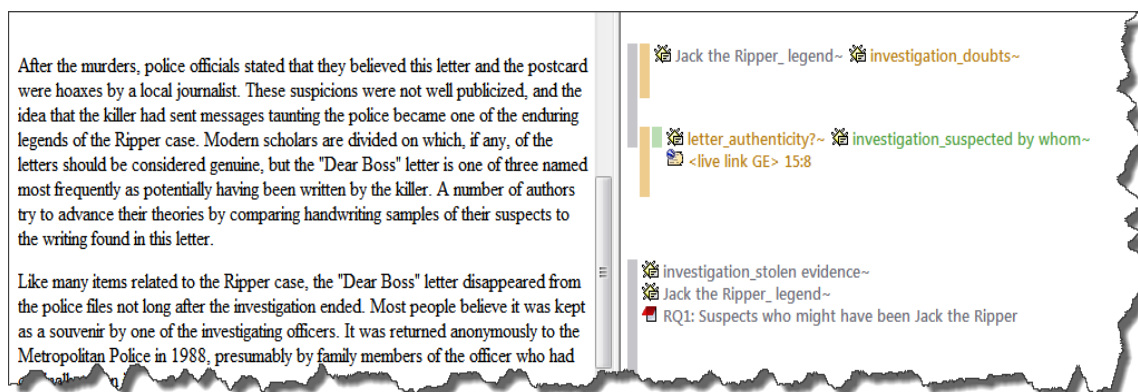 After the murders, police officials stated that they believed this letter and the postcard
were hoaxes by a local journalist. These suspicions were not well publicized, and the
idea that the killer had sent messages taunting the police became one of the enduring
legends of the Ripper case. Modern scholars are divided on which, if any, of the
letters should be considered genuine, but the "Dear Boss" letter is one of three named
most frequently as potentially having been written by the killer. A number of authors
try to advance their theories by comparing handwriting samples of their suspects to
the writing found in this letter.
Like many items related to the Ripper case, the "Dear Boss" letter disappeared from
the police files not long after the investigation ended. Most people believe it was kept
as a souvenir by one of the investigating officers. It was returned anonymously to the
Metropolitan Police in 1988, presumably by family members of the officer who had
Jack the Ripper_ legend~ investigation_doubts~
letter_authenticity?~ investigation_suspected by whom~
<live link GE> 15:8
investigation_stolen evidence~
Jack the Ripper_ legend~
RQ1: Suspects who might have been Jack the Ripper